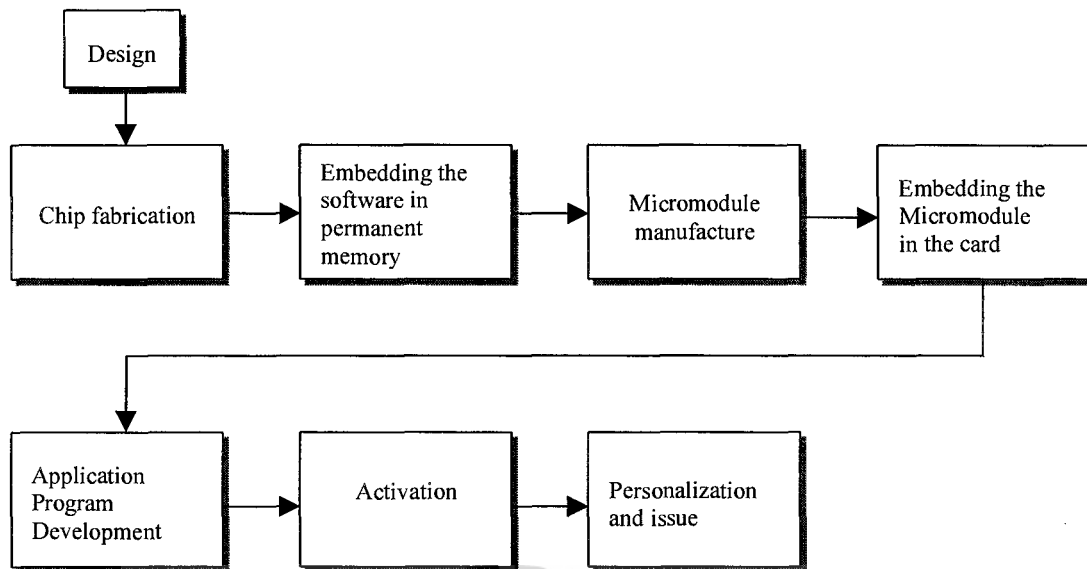 Design
Chip fabrication
Embedding the
software in
permanent
memory
Micromodule
manufacture
Embedding the
Micromodule
in the card
Application
Program
Development
Activation
Personalization
and issue